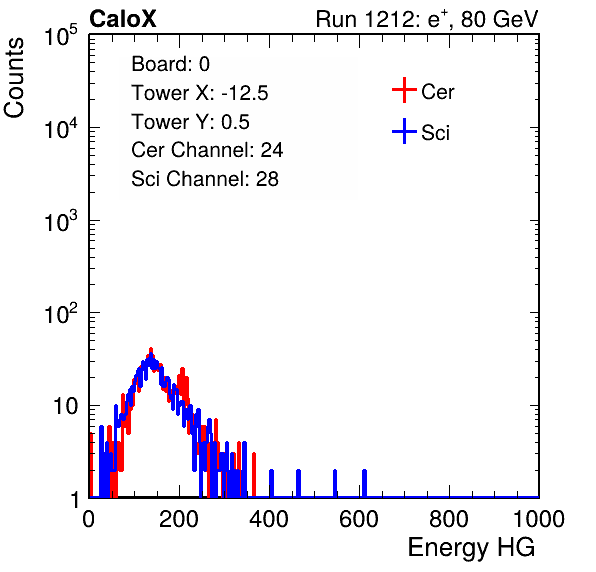 CaloX Run 1212: e⁺, 80 GeV
Board: 0
Tower X: -12.5
Tower Y: 0.5
Cer Channel: 24
Sci Channel: 28
Cer
Sci
Counts
10⁵
10⁴
10³
10²
10
1
0 200 400 600 800 1000
Energy HG